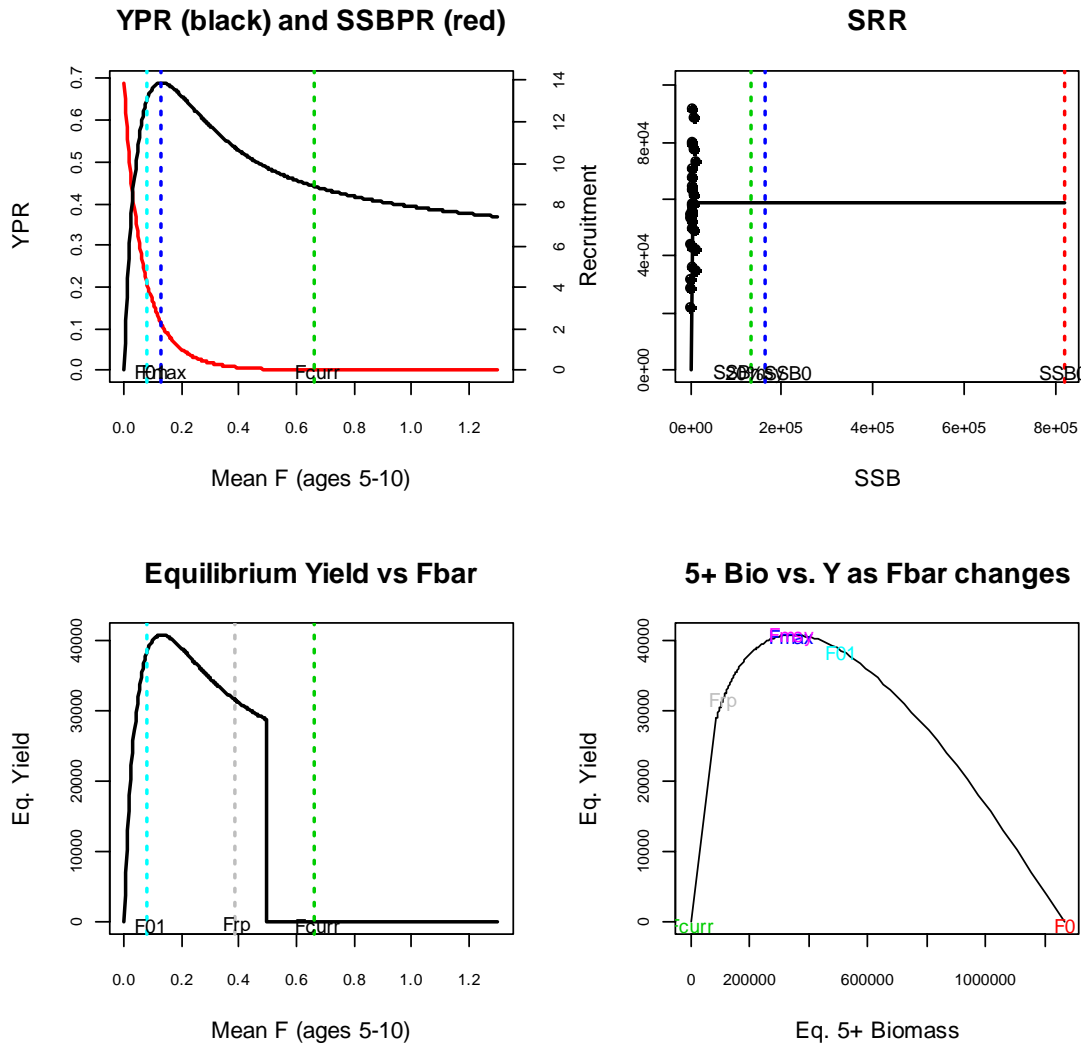 YPR (black) and SSBPR (red)
YPR
0.0 0.1 0.2 0.3 0.4 0.5 0.6 0.7
0 2 4 6 8 10 12 14
F01 Fmax Fcurr
0.0 0.2 0.4 0.6 0.8 1.0 1.2
Mean F (ages 5-10)
SRR
Recruitment
0e+00 4e+04 8e+04
20%SSB0 SSB0
0e+00 2e+05 4e+05 6e+05 8e+05
SSB
Equilibrium Yield vs Fbar
Eq. Yield
0 10000 20000 30000 40000
F01 Frp Fcurr
0.0 0.2 0.4 0.6 0.8 1.0 1.2
Mean F (ages 5-10)
5+ Bio vs. Y as Fbar changes
Eq. Yield
0 10000 20000 30000 40000
Fmax
F01
Frp
Fcurr F0
0 200000 600000 1000000
Eq. 5+ Biomass